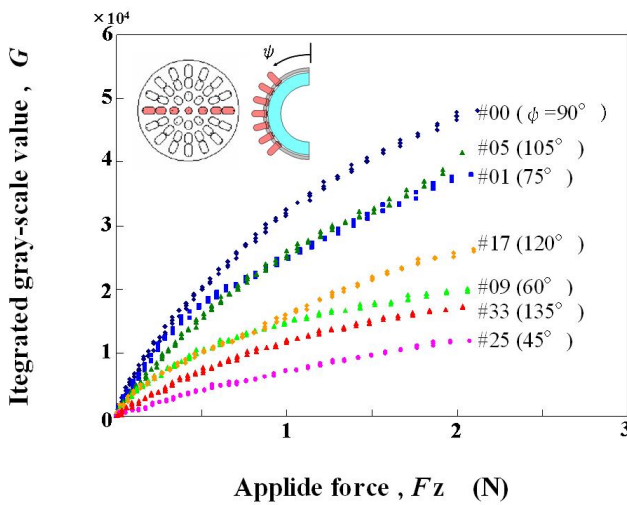 ×10⁴
Itegrated gray-scale value , G
6
5
4
3
2
1
0
ψ
#00 ( φ =90° )
#05 (105° )
#01 (75° )
#17 (120° )
#09 (60° )
#33 (135° )
#25 (45° )
0
1
2
3
Applide force , Fz (N)